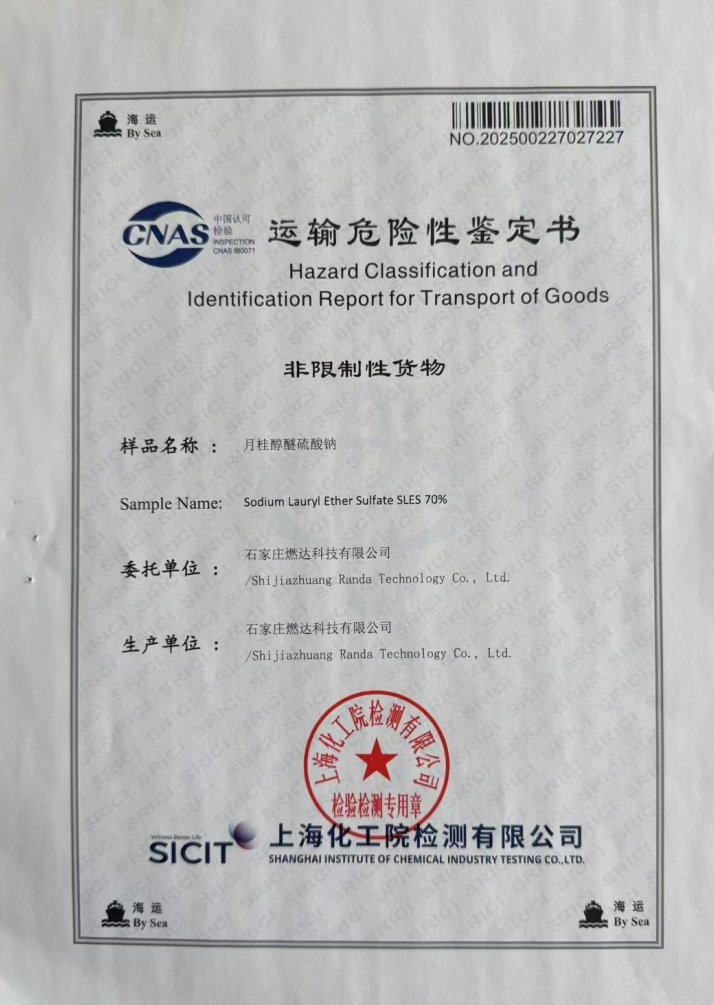 海 运
By Sea
NO.202500227027227
CNAS
中国认可
检验
INSPECTION
CNAS IB0071
运输危险性鉴定书
Hazard Classification and
Identification Report for Transport of Goods
非限制性货物
样品名称 : 月桂醇醚硫酸钠
Sample Name: Sodium Lauryl Ether Sulfate SLES 70%
委托单位 : 石家庄燃达科技有限公司
/Shijiazhuang Randa Technology Co., Ltd.
生产单位 : 石家庄燃达科技有限公司
/Shijiazhuang Randa Technology Co., Ltd.
上海化工院检测有限公司
检验检测专用章
Witness Better Life
SICIT
上海化工院检测有限公司
SHANGHAI INSTITUTE OF CHEMICAL INDUSTRY TESTING CO.,LTD.
海 运
By Sea
海 运
By Sea